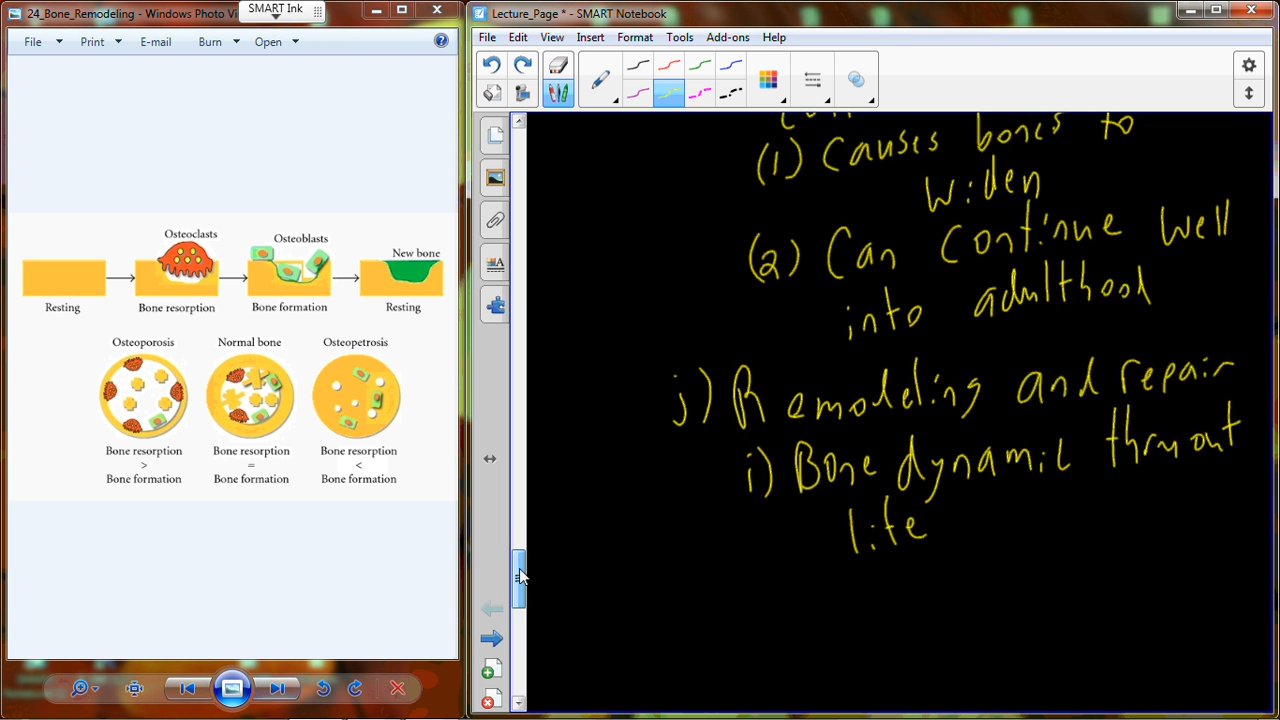 24_Bone_Remodeling - Windows Photo Vi
SMART Ink
File Print E-mail Burn Open
Osteoclasts
Osteoblasts
New bone
Resting
Bone resorption
Bone formation
Resting
Osteoporosis
Normal bone
Osteopetrosis
Bone resorption
>
Bone formation
Bone resorption
=
Bone formation
Bone resorption
<
Bone formation
Lecture_Page * - SMART Notebook
File Edit View Insert Format Tools Add-ons Help
(1) Causes bones to
widen
(2) Can continue well
into adulthood
j) Remodeling and repair
i) Bone dynamic thruout
life